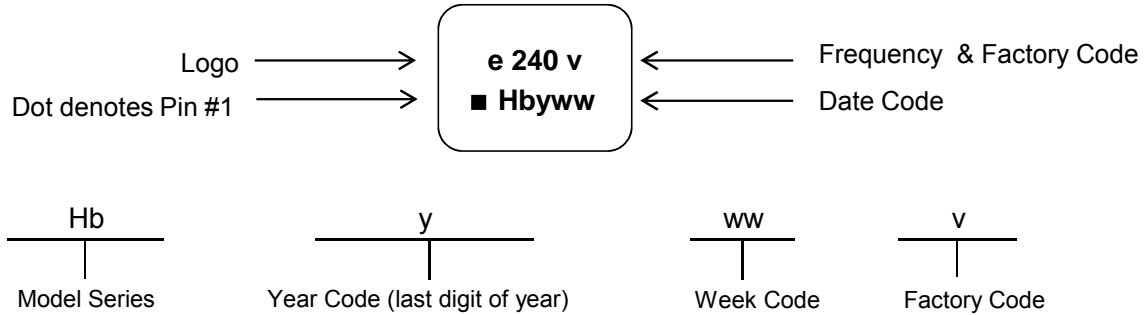 Logo
e 240 v
Frequency & Factory Code
Dot denotes Pin #1
■ Hbyww
Date Code
Hb
y
ww
v
Model Series
Year Code (last digit of year)
Week Code
Factory Code